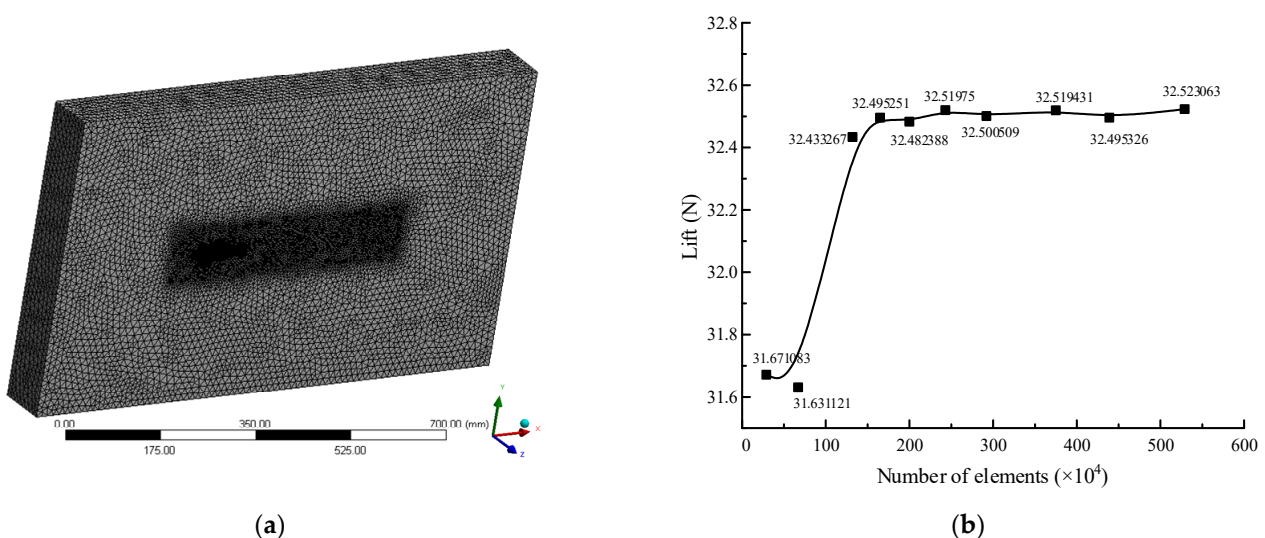 0.00 350.00 700.00 (mm)
175.00 525.00
Y
X
Z
(a)
32.8
32.6
32.4
32.2
32.0
31.8
31.6
Lift (N)
31.671083
31.631121
32.433267
32.495251
32.482388
32.51975
32.500509
32.519431
32.495326
32.523063
0 100 200 300 400 500 600
Number of elements (×10⁴)
(b)